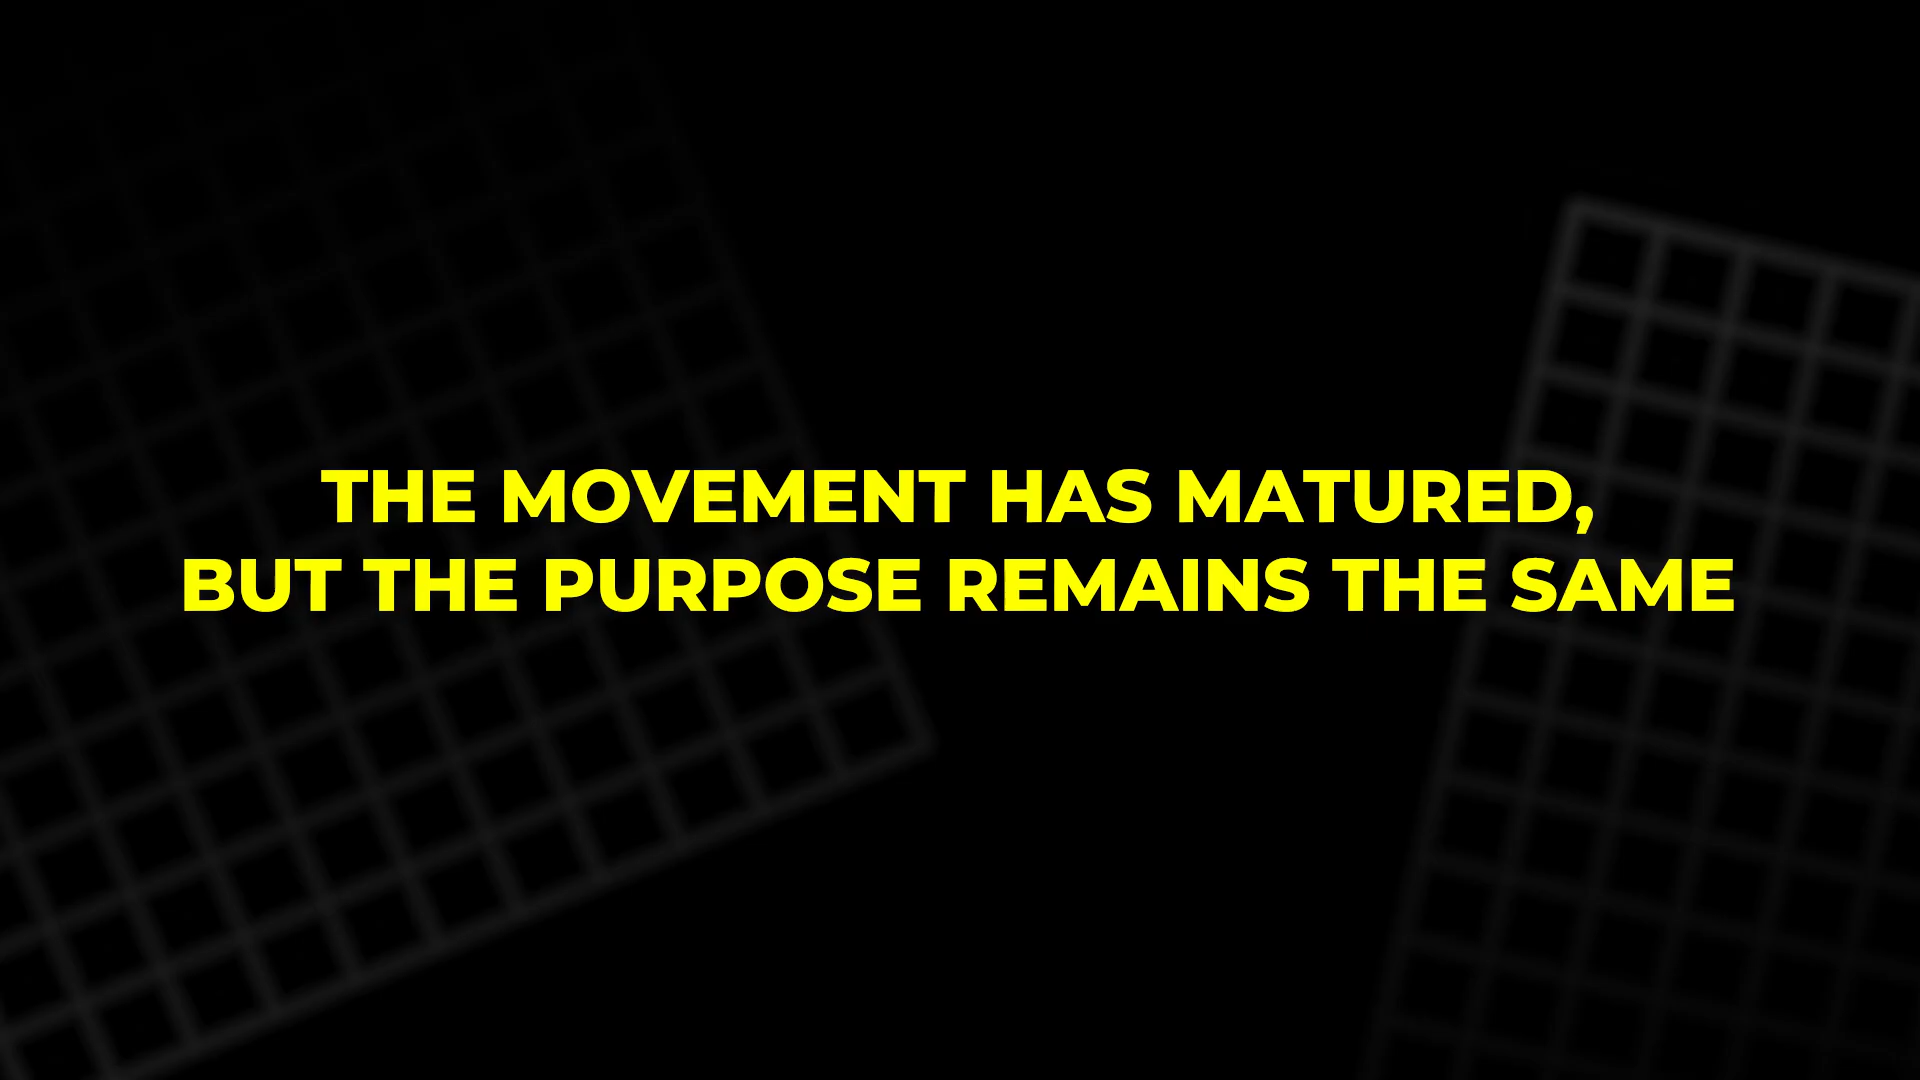 THE MOVEMENT HAS MATURED,
BUT THE PURPOSE REMAINS THE SAME